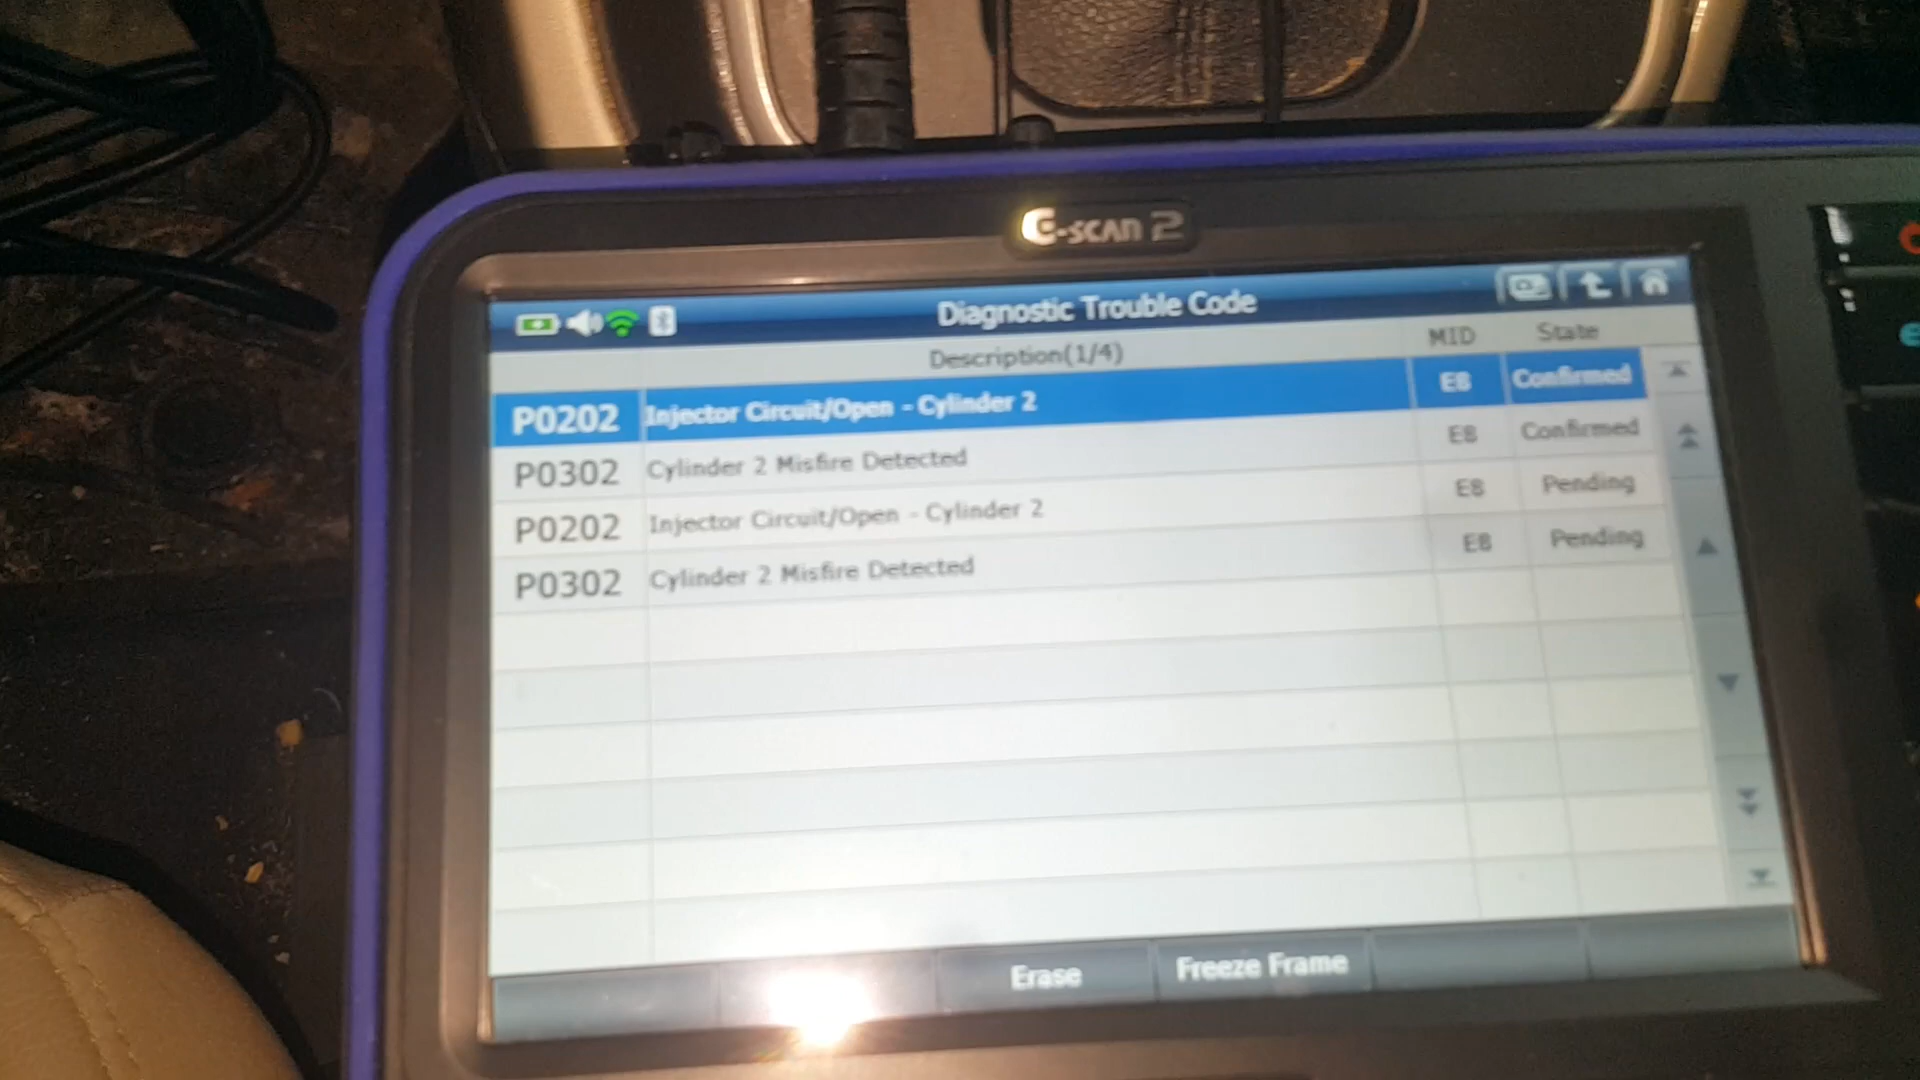 G-SCAN 2
Diagnostic Trouble Code
Description(1/4) MID State
P0202 Injector Circuit/Open - Cylinder 2 E8 Confirmed
P0302 Cylinder 2 Misfire Detected E8 Confirmed
P0202 Injector Circuit/Open - Cylinder 2 E8 Pending
P0302 Cylinder 2 Misfire Detected E8 Pending
Erase Freeze Frame